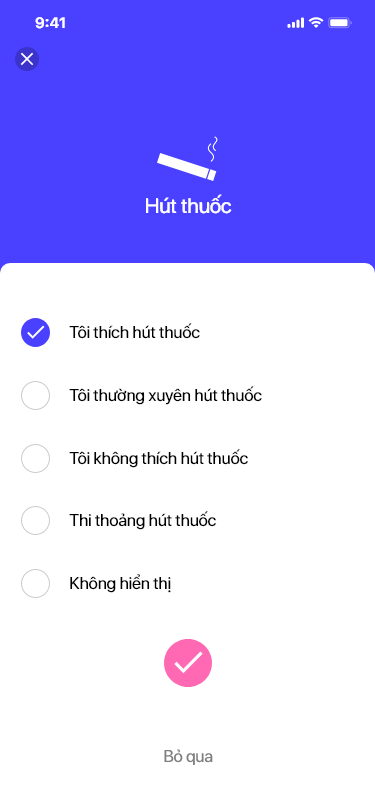 9:41
Hút thuốc
Tôi thích hút thuốc
Tôi thường xuyên hút thuốc
Tôi không thích hút thuốc
Thi thoảng hút thuốc
Không hiển thị
Bỏ qua